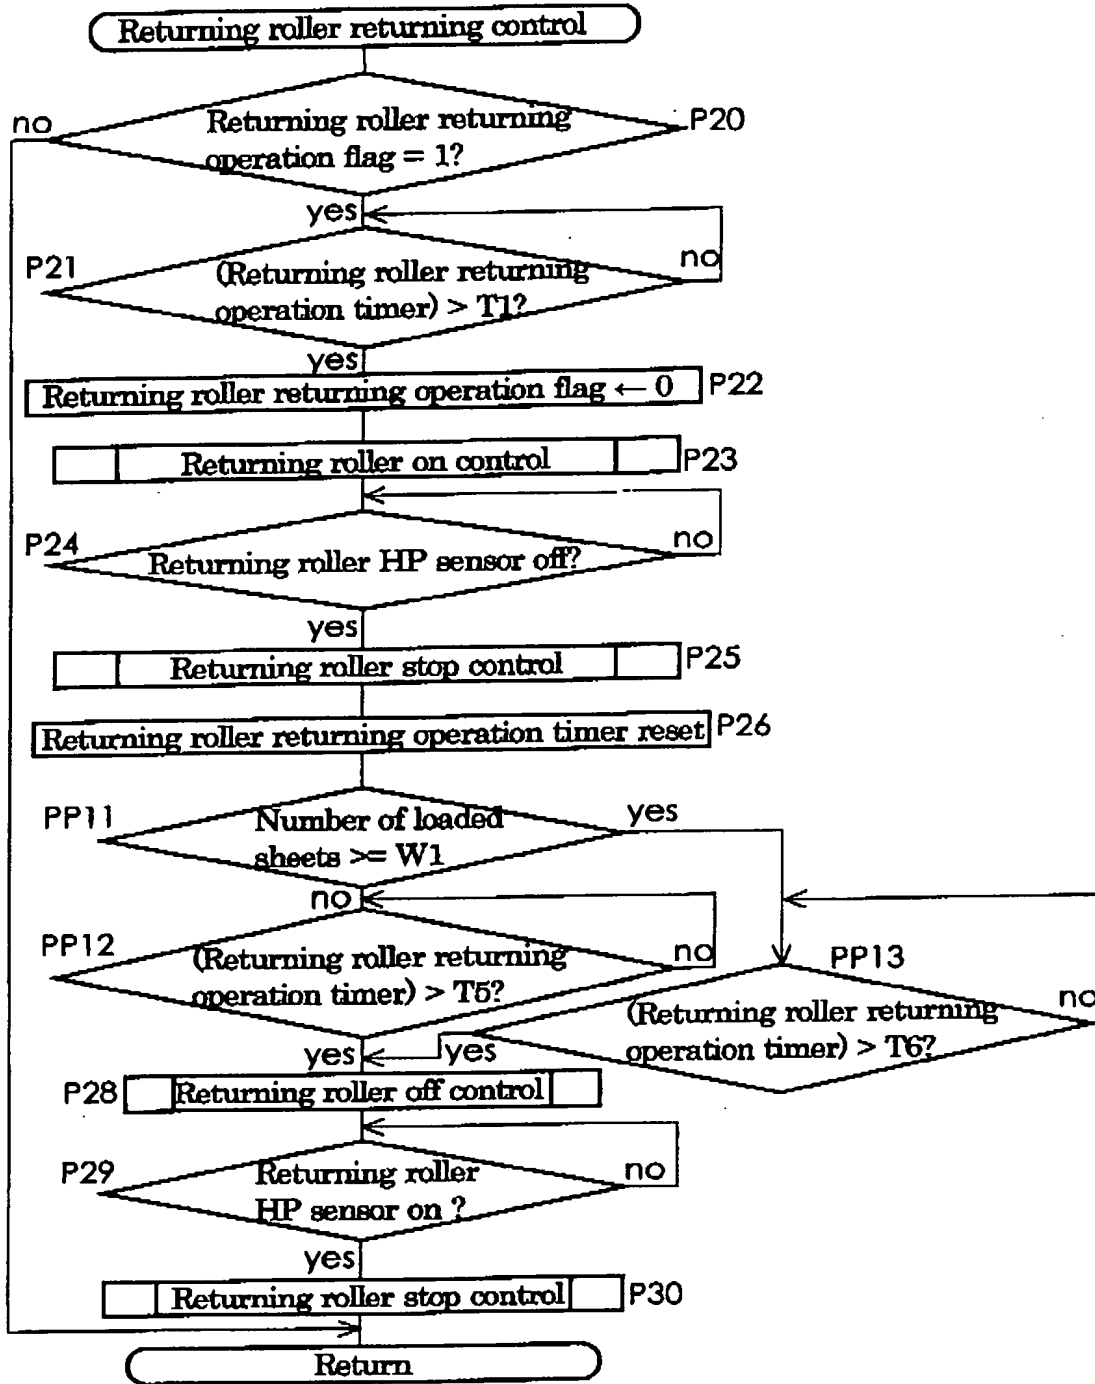 Returning roller returning control
no
Returning roller returning
operation flag = 1?
P20
yes
P21
(Returning roller returning
operation timer) > T1?
no
yes
Returning roller returning operation flag ← 0
P22
Returning roller on control
P23
P24
Returning roller HP sensor off?
no
yes
Returning roller stop control
P25
Returning roller returning operation timer reset
P26
PP11
Number of loaded
sheets >= W1
yes
no
PP12
(Returning roller returning
operation timer) > T5?
no
PP13
(Returning roller returning
operation timer) > T6?
no
yes
yes
P28
Returning roller off control
P29
Returning roller
HP sensor on ?
no
yes
Returning roller stop control
P30
Return